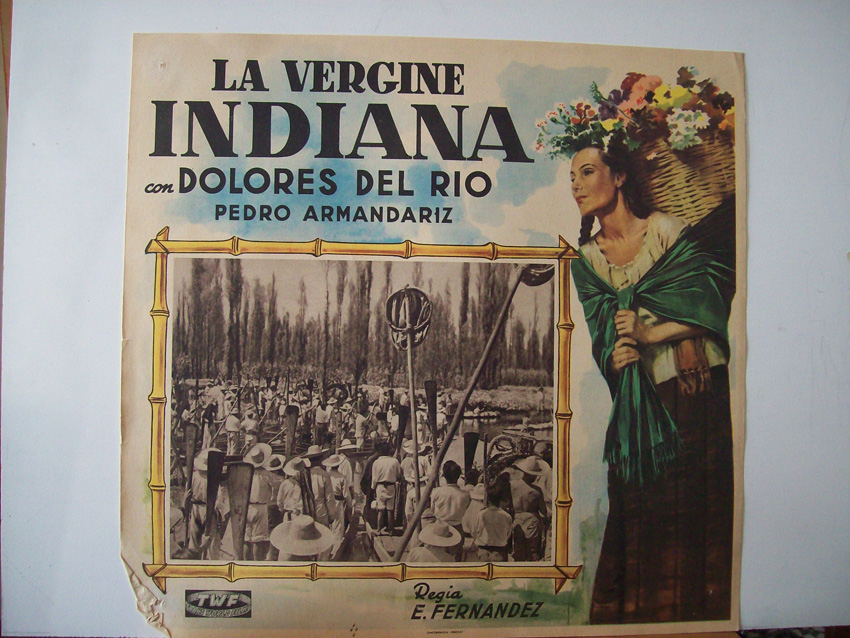 LA VERGINE
INDIANA
con DOLORES DEL RIO
PEDRO ARMANDARIZ
TWF
Regia
E. FERNANDEZ